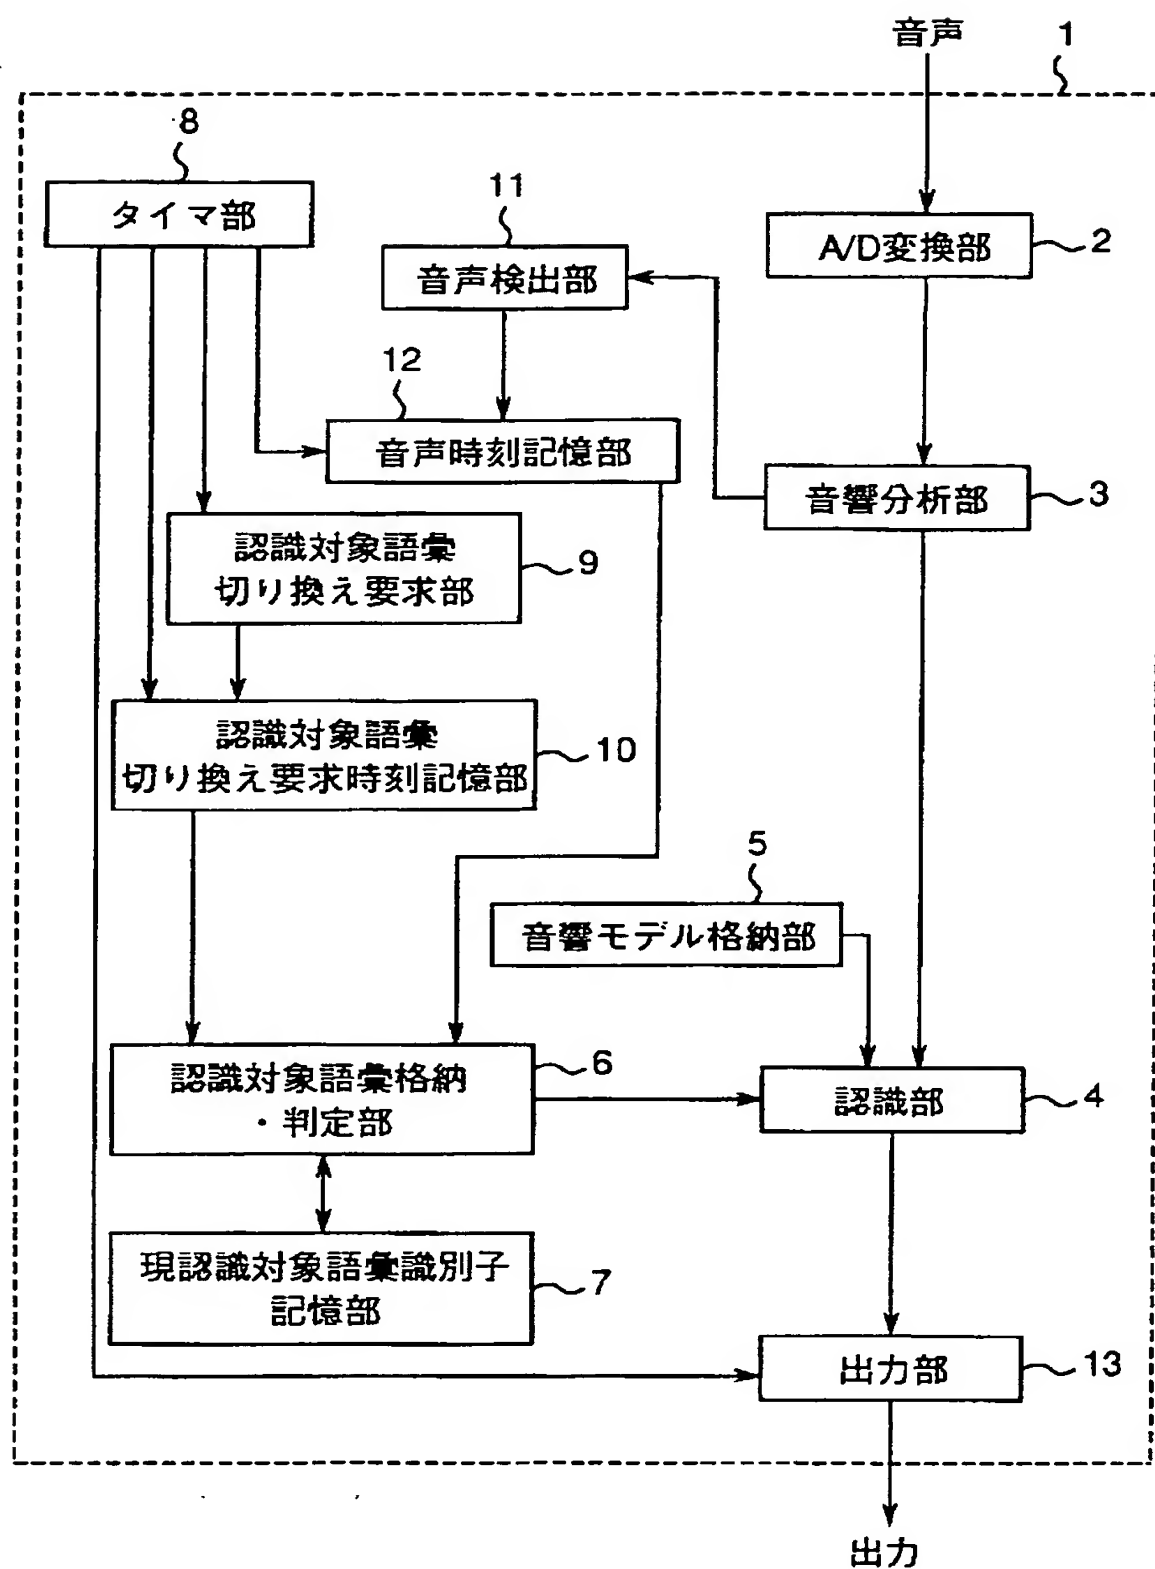 音声
1
8
タイマ部
11
音声検出部
A/D変換部
2
12
音声時刻記憶部
音響分析部
3
認識対象語彙
切り換え要求部
9
認識対象語彙
切り換え要求時刻記憶部
10
5
音響モデル格納部
認識対象語彙格納
・判定部
6
認識部
4
現認識対象語彙識別子
記憶部
7
出力部
13
出力